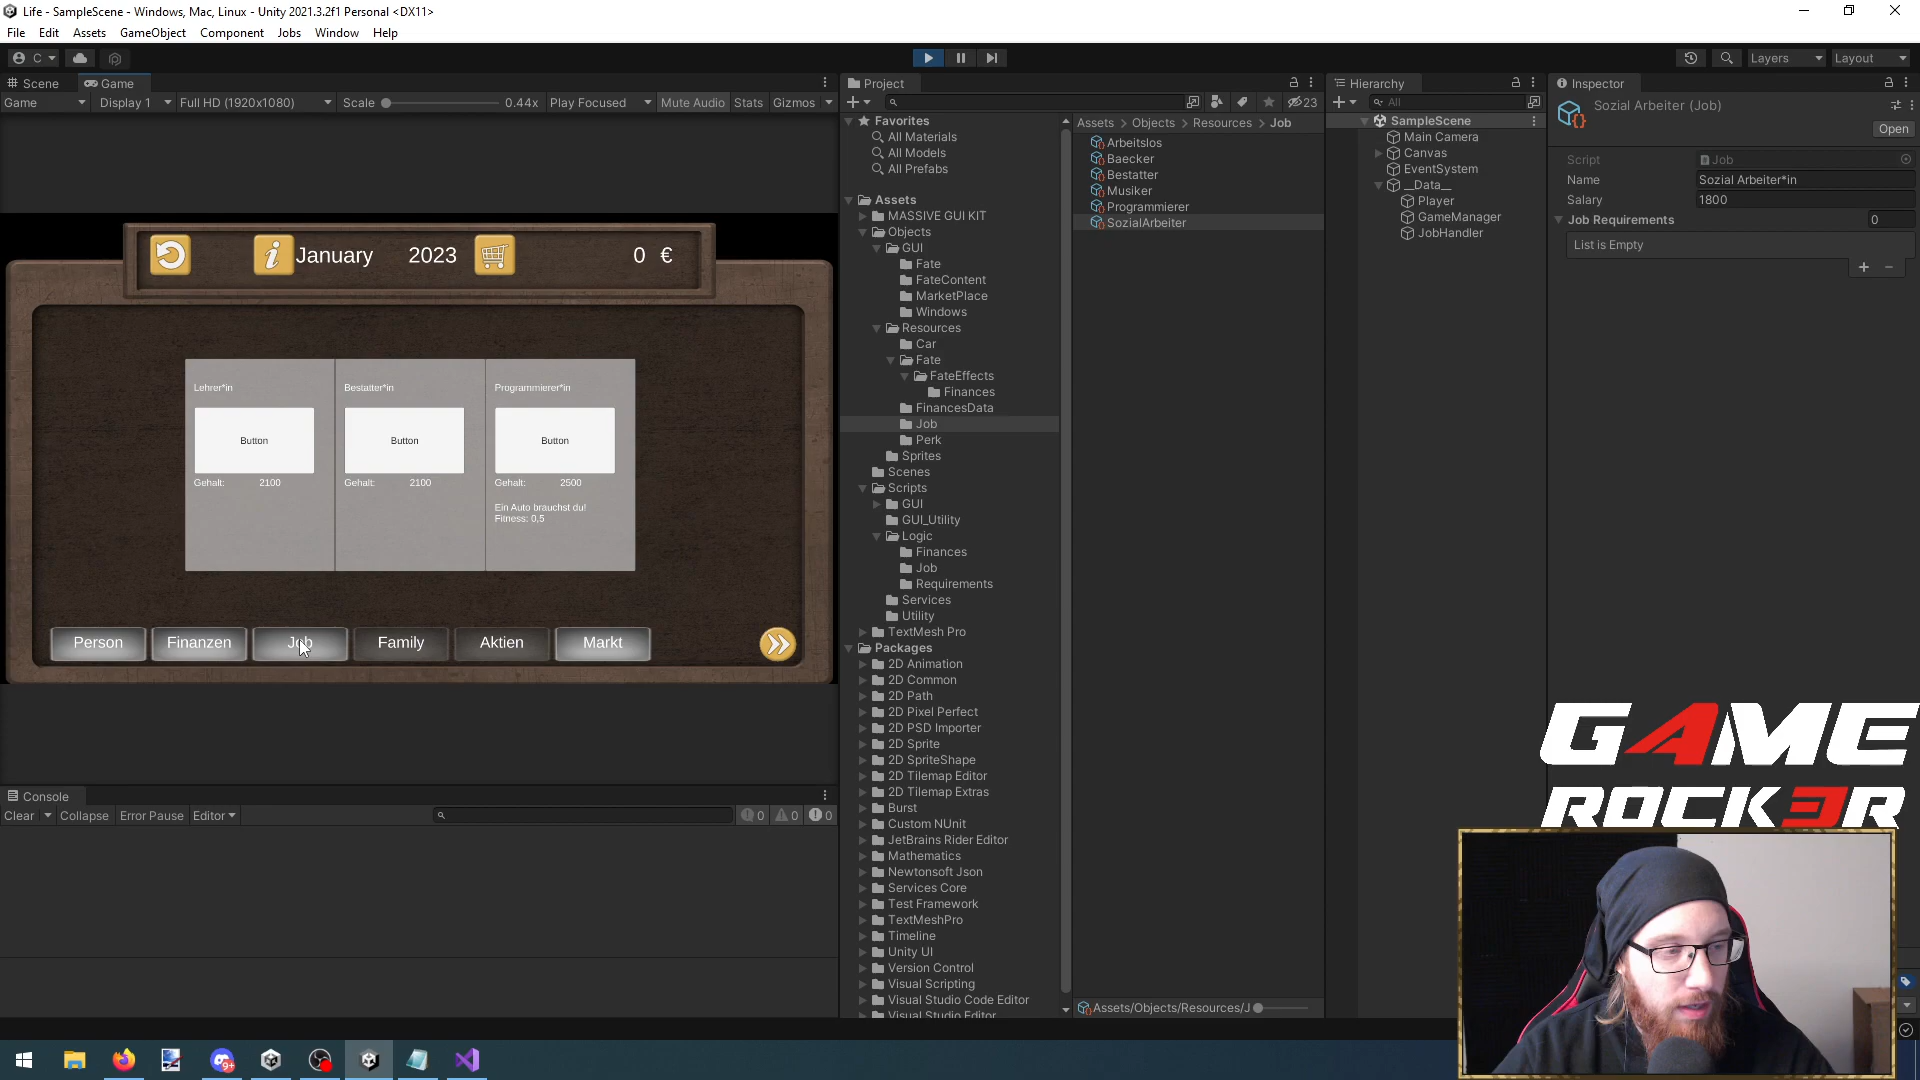 Life - SampleScene - Windows, Mac, Linux - Unity 2021.3.2f1 Personal <DX11>
File Edit Assets GameObject Component Jobs Window Help
C
Layers Layout
Scene Game
Game Display 1 Full HD (1920x1080) Scale 0.44x Play Focused Mute Audio Stats Gizmos
January 2023 0 €
Lehrer*in Bestatter*in Programmierer*in
Button Button Button
Gehalt: 2100 Gehalt: 2100 Gehalt: 2500
Ein Auto brauchst du!
Fitness: 0,5
Person Finanzen Job Family Aktien Markt
Console
Clear Collapse Error Pause Editor 0 0 0
Project
23
Favorites
All Materials
All Models
All Prefabs
Assets
MASSIVE GUI KIT
Objects
GUI
Fate
FateContent
MarketPlace
Windows
Resources
Car
Fate
FateEffects
Finances
FinancesData
Job
Perk
Sprites
Scenes
Scripts
GUI
GUI_Utility
Logic
Finances
Job
Requirements
Services
Utility
TextMesh Pro
Packages
2D Animation
2D Common
2D Path
2D Pixel Perfect
2D PSD Importer
2D Sprite
2D SpriteShape
2D Tilemap Editor
2D Tilemap Extras
Burst
Custom NUnit
JetBrains Rider Editor
Mathematics
Newtonsoft Json
Services Core
Test Framework
TextMeshPro
Timeline
Unity UI
Version Control
Visual Scripting
Visual Studio Code Editor
Visual Studio Editor
Assets > Objects > Resources > Job
Arbeitslos
Baecker
Bestatter
Musiker
Programmierer
SozialArbeiter
Assets/Objects/Resources/J
Hierarchy
All
SampleScene
Main Camera
Canvas
EventSystem
__Data__
Player
GameManager
JobHandler
Inspector
Sozial Arbeiter (Job)
Open
Script Job
Name Sozial Arbeiter*in
Salary 1800
Job Requirements 0
List is Empty
GAME
ROCK3R
9+